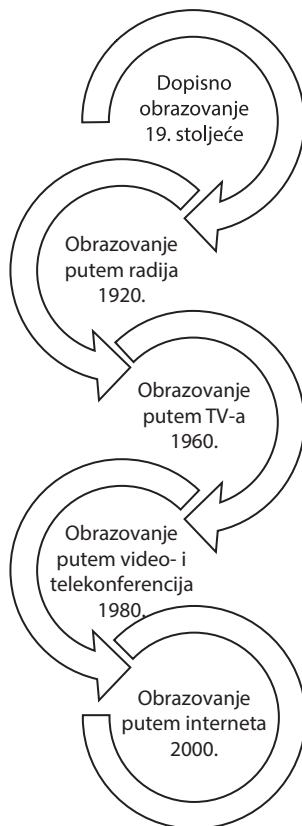 Dopisno
obrazovanje
19. stoljeće
Obrazovanje
putem radija
1920.
Obrazovanje
putem TV-a
1960.
Obrazovanje
putem video- i
telekonferencija
1980.
Obrazovanje
putem interneta
2000.